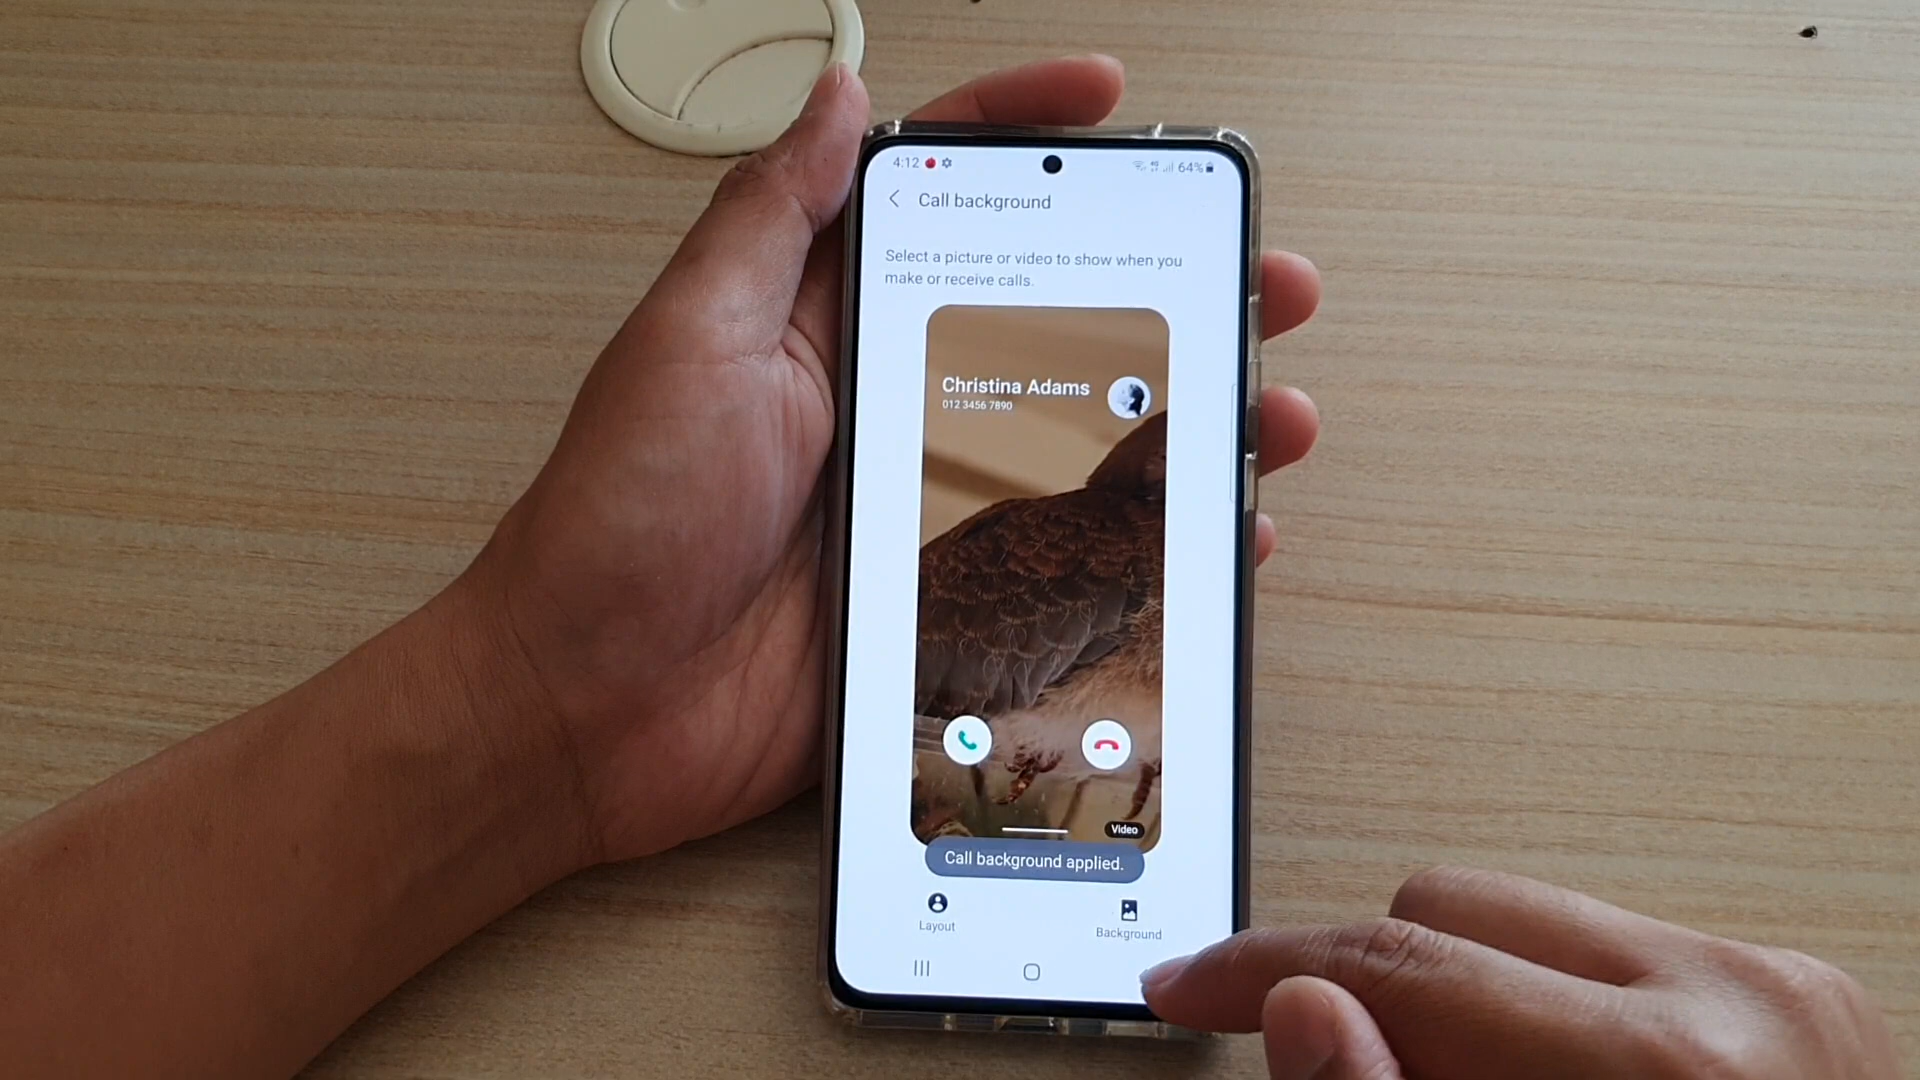 4:12
64%
Call background
Select a picture or video to show when you
make or receive calls.
Christina Adams
012 3456 7890
Video
Call background applied.
Layout
Background